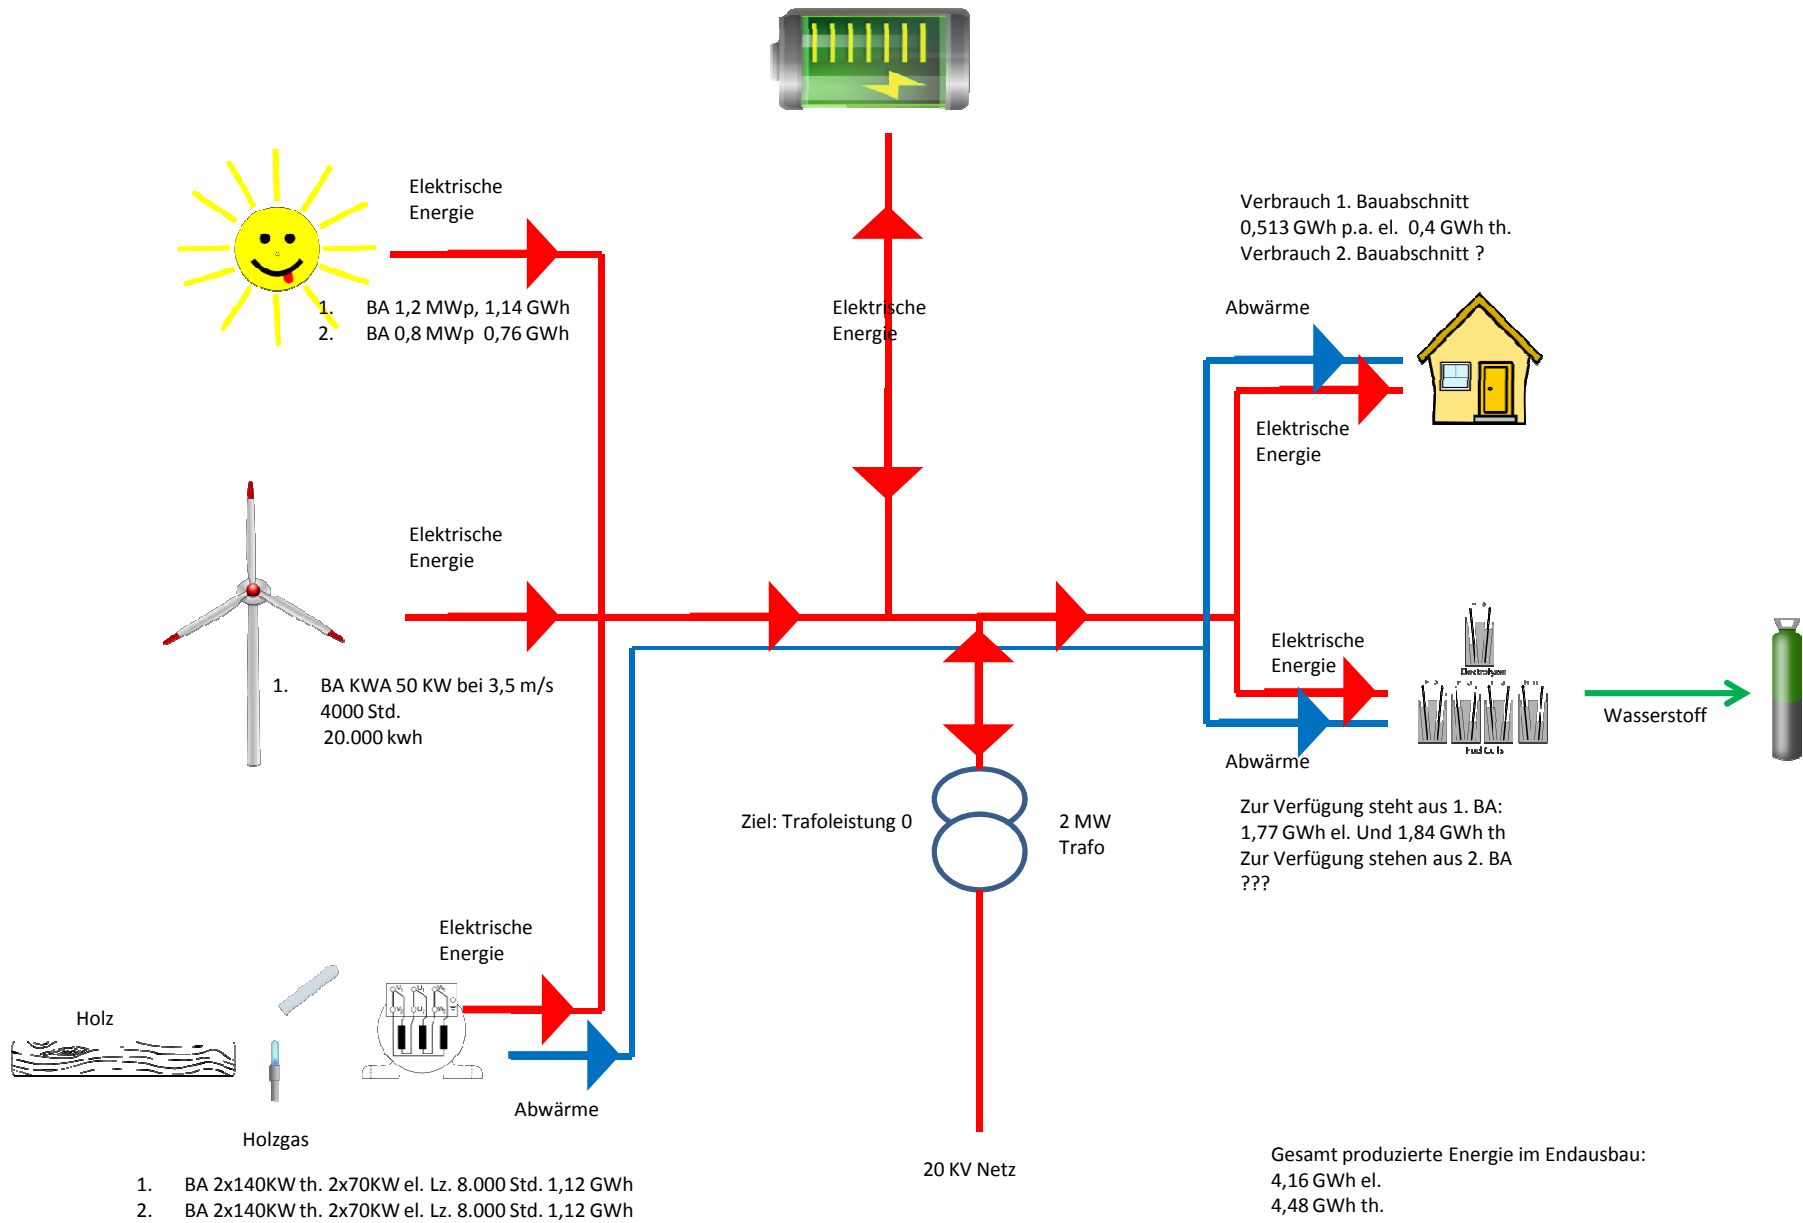 Elektrische
Energie
1. BA 1,2 MWp, 1,14 GWh
2. BA 0,8 MWp 0,76 GWh
Elektrische
Energie
Verbrauch 1. Bauabschnitt
0,513 GWh p.a. el. 0,4 GWh th.
Verbrauch 2. Bauabschnitt ?
Abwärme
Elektrische
Energie
Elektrische
Energie
1. BA KWA 50 KW bei 3,5 m/s
4000 Std.
20.000 kwh
Elektrische
Energie
Abwärme
Electrolyzer
Fuel Cells
Wasserstoff
Ziel: Trafoleistung 0
2 MW
Trafo
Zur Verfügung steht aus 1. BA:
1,77 GWh el. Und 1,84 GWh th
Zur Verfügung stehen aus 2. BA
???
Elektrische
Energie
Holz
Holzgas
Abwärme
1. BA 2x140KW th. 2x70KW el. Lz. 8.000 Std. 1,12 GWh
2. BA 2x140KW th. 2x70KW el. Lz. 8.000 Std. 1,12 GWh
20 KV Netz
Gesamt produzierte Energie im Endausbau:
4,16 GWh el.
4,48 GWh th.